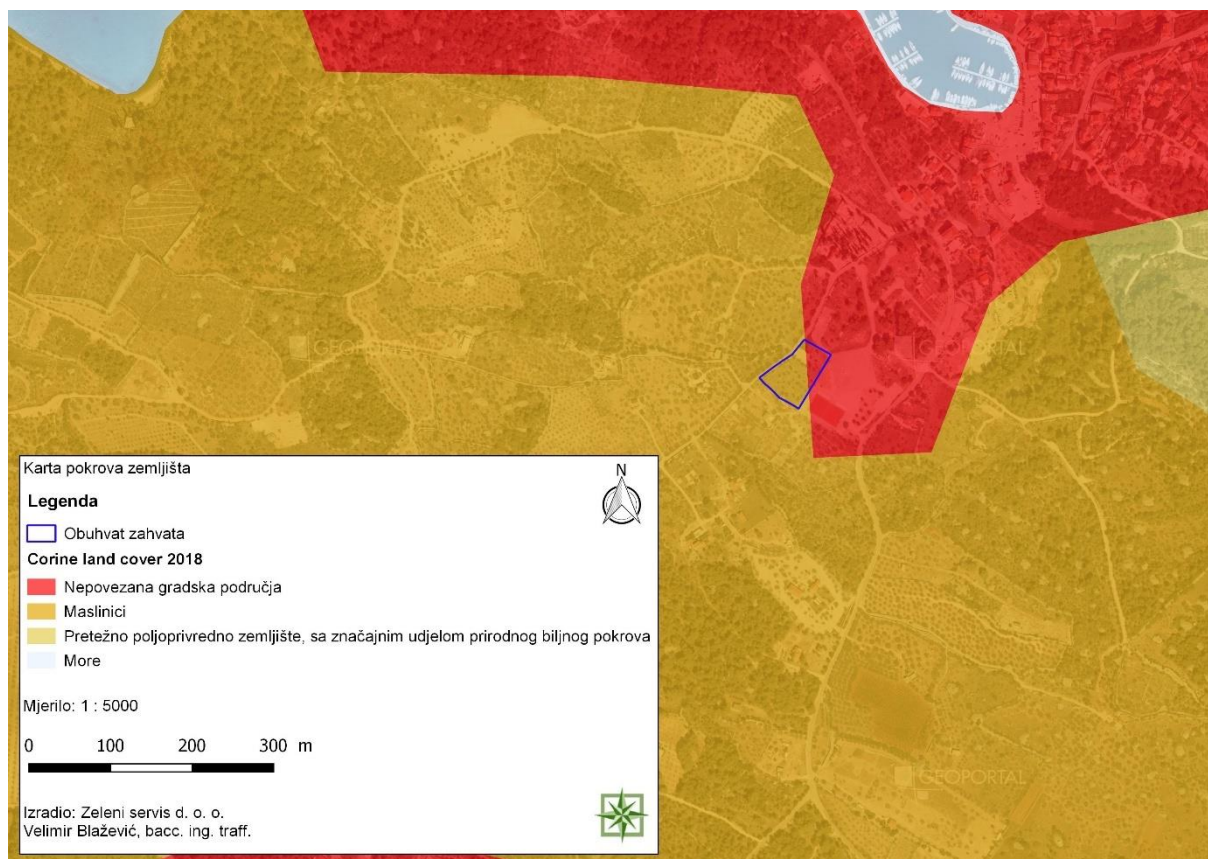 GEOPORTAL
GEOPORTAL
Karta pokrova zemljišta
N
Legenda
Obuhvat zahvata
Corine land cover 2018
Nepovezana gradska područja
Maslinici
Pretežno poljoprivredno zemljište, sa značajnim udjelom prirodnog biljnog pokrova
More
Mjerilo: 1 : 5000
0 100 200 300 m
GEOPORTAL
Izradio: Zeleni servis d. o. o.
Velimir Blažević, bacc. ing. traff.